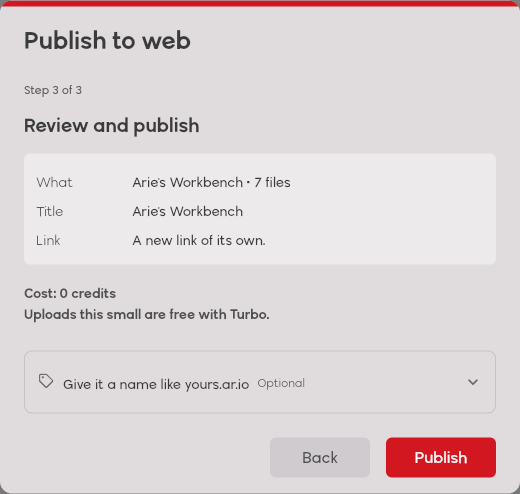 Publish to web
Step 3 of 3
Review and publish
What Arie's Workbench • 7 files
Title Arie's Workbench
Link A new link of its own.
Cost: 0 credits
Uploads this small are free with Turbo.
Give it a name like yours.ar.io Optional
Back Publish